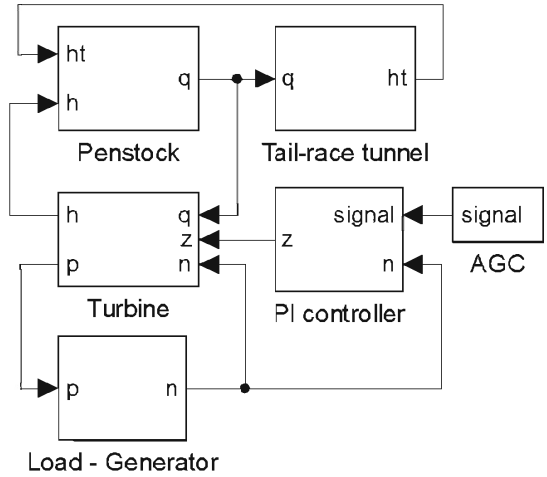 ht
h
q
Penstock
q
ht
Tail-race tunnel
h
p
q
z
n
Turbine
z
signal
n
PI controller
signal
AGC
p
n
Load - Generator